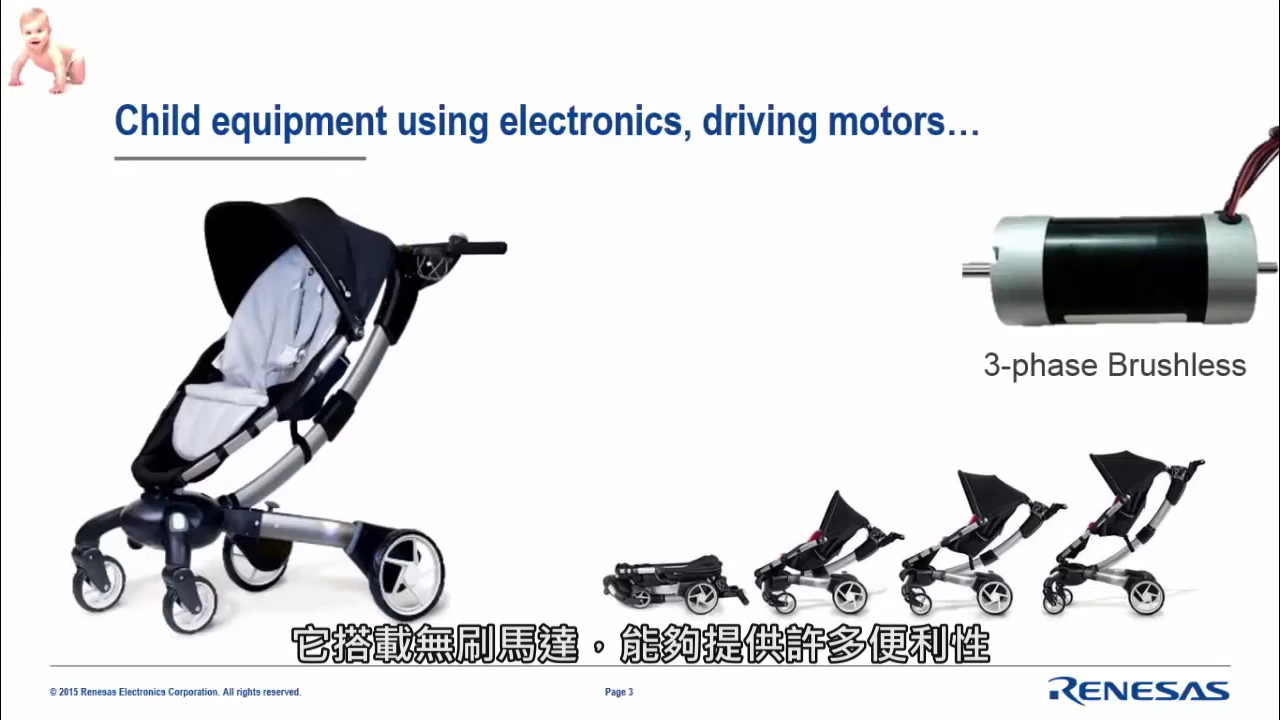 Child equipment using electronics, driving motors…
3-phase Brushless
它搭載無刷馬達，能夠提供許多便利性
© 2015 Renesas Electronics Corporation. All rights reserved.
Page 3
RENESAS